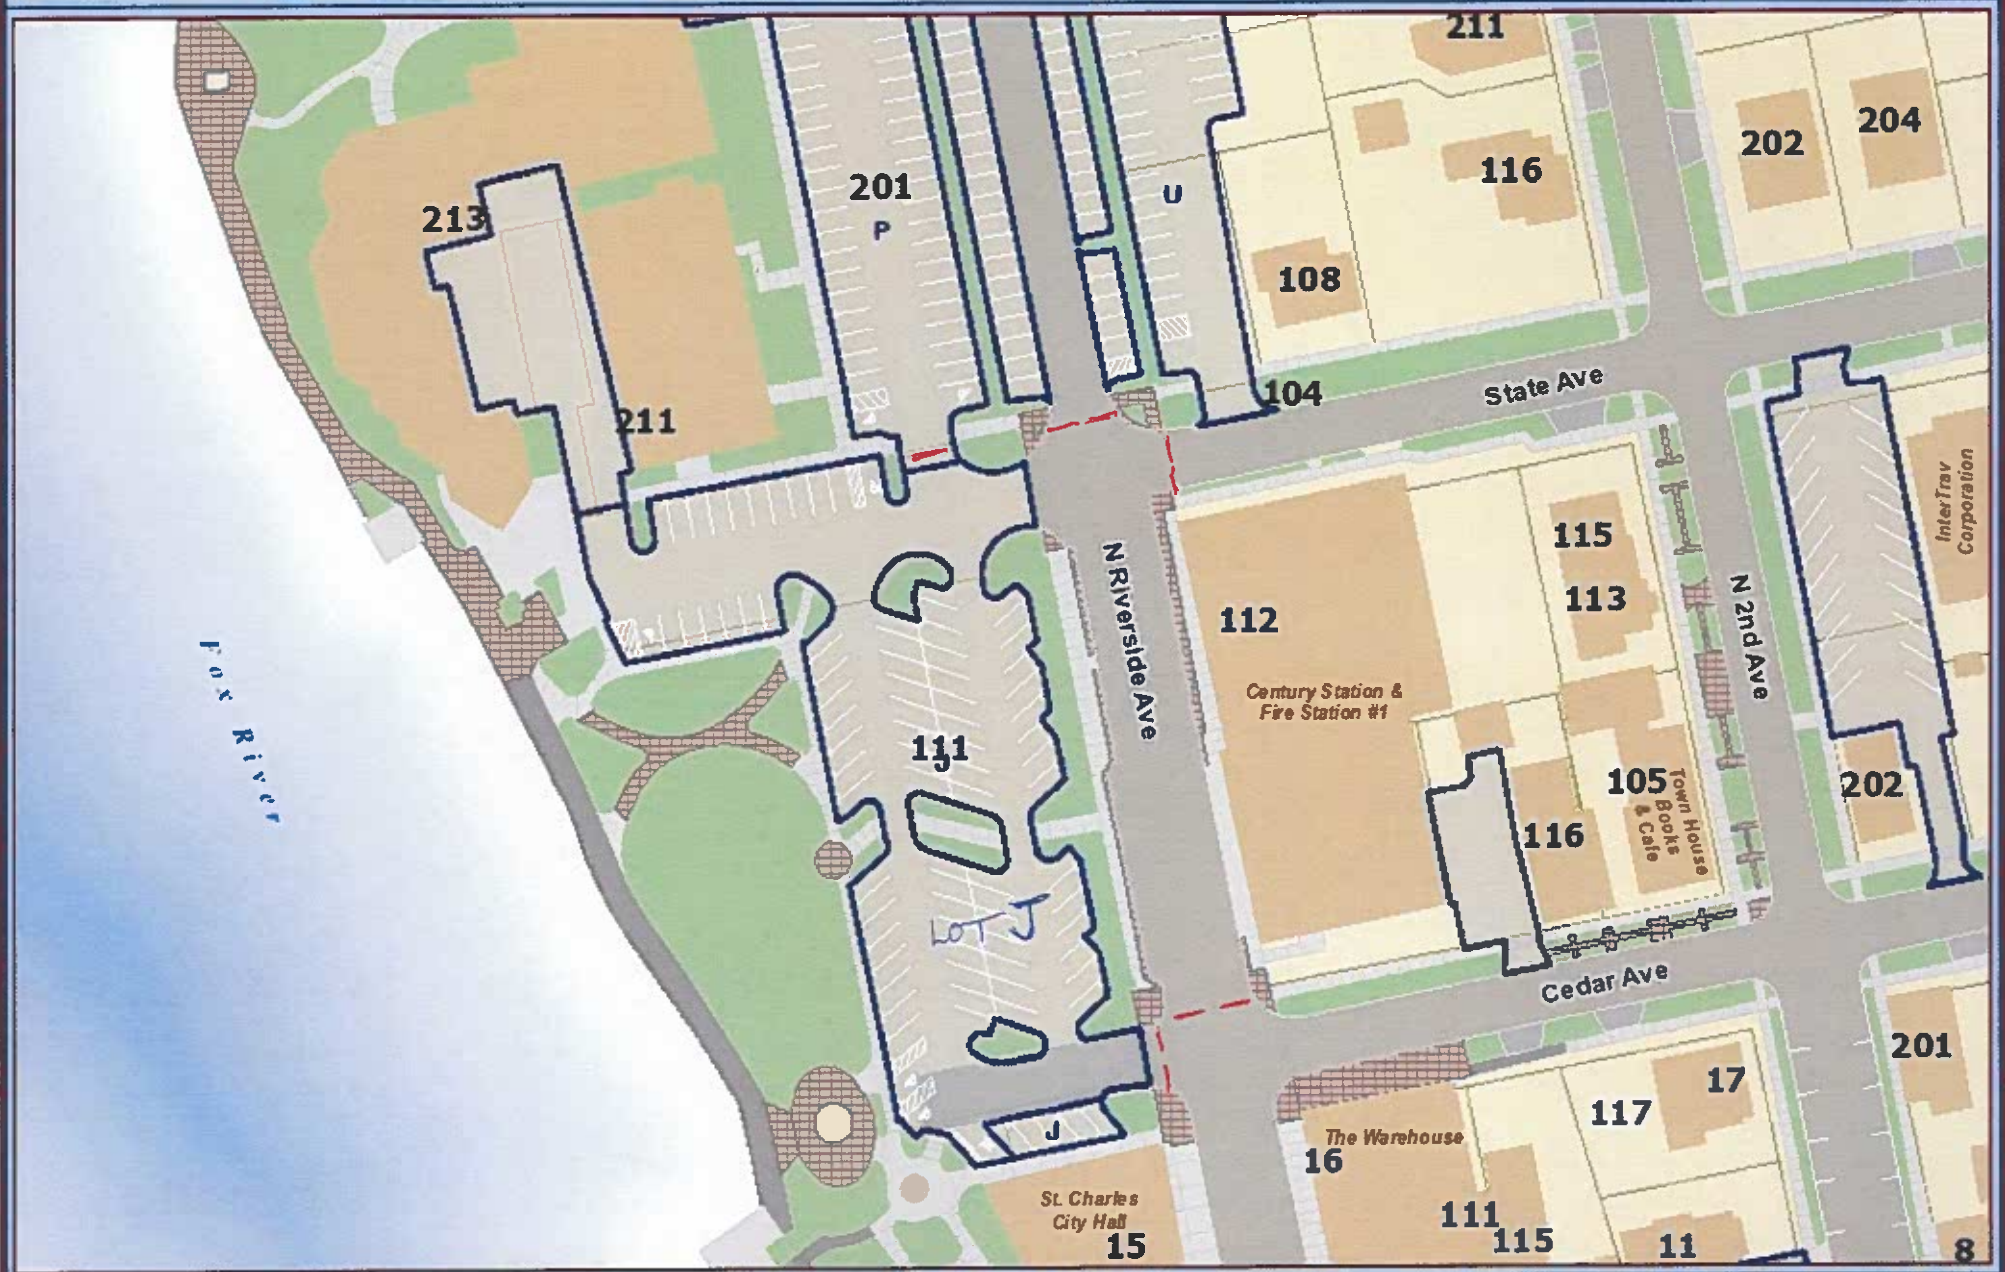 211
202
204
116
201
P
U
213
108
211
104
State Ave
InterTrav
Corporation
115
113
N Riverside Ave
N 2nd Ave
112
Fox River
Century Station &
Fire Station #1
111
J
202
105
Town House
Books
& Cafe
116
LOT J
Cedar Ave
201
17
117
J
The Warehouse
16
St. Charles
City Hall
15
111
115
11
8